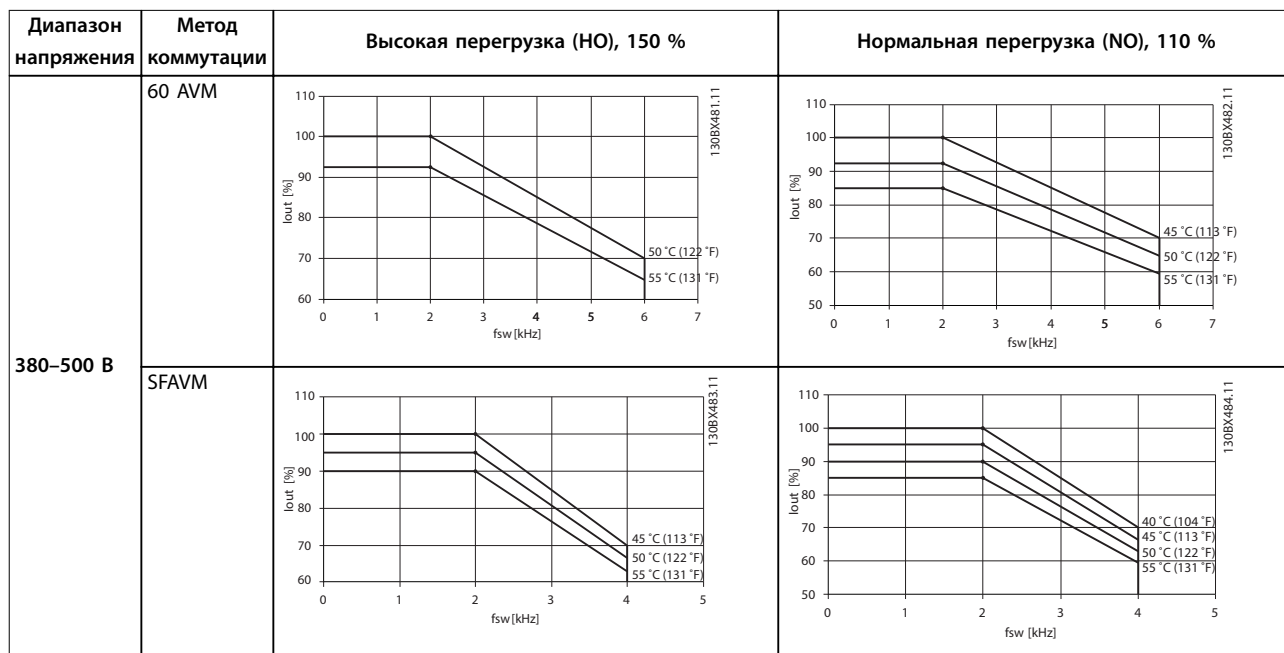 Диапазон напряжения
Метод коммутации
Высокая перегрузка (HO), 150 %
Нормальная перегрузка (NO), 110 %
380–500 В
60 AVM
110
100
90
80
70
60
Iout [%]
0 1 2 3 4 5 6 7
fsw [kHz]
50 ˚C (122 ˚F)
55 ˚C (131 ˚F)
130BX481.11
110
100
90
80
70
60
50
Iout [%]
0 1 2 3 4 5 6 7
fsw [kHz]
45 ˚C (113 ˚F)
50 ˚C (122 ˚F)
55 ˚C (131 ˚F)
130BX482.11
SFAVM
110
100
90
80
70
60
Iout [%]
0 1 2 3 4 5
fsw [kHz]
45 ˚C (113 ˚F)
50 ˚C (122 ˚F)
55 ˚C (131 ˚F)
130BX483.11
110
100
90
80
70
60
50
Iout [%]
0 1 2 3 4 5
fsw [kHz]
40 ˚C (104 ˚F)
45 ˚C (113 ˚F)
50 ˚C (122 ˚F)
55 ˚C (131 ˚F)
130BX484.11